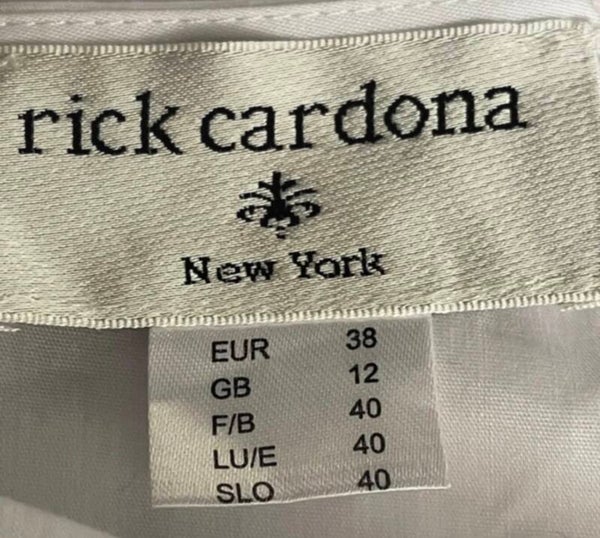 rick cardona
New York
EUR 38
GB 12
F/B 40
LU/E 40
SLO 40